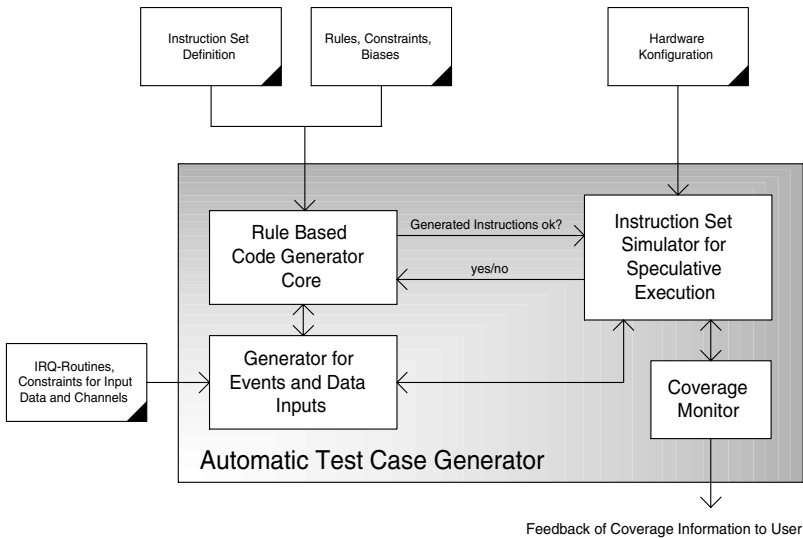 Instruction Set
Definition
Rules, Constraints,
Biases
Hardware
Konfiguration
Rule Based
Code Generator
Core
Generated Instructions ok?
yes/no
Instruction Set
Simulator for
Speculative
Execution
IRQ-Routines,
Constraints for Input
Data and Channels
Generator for
Events and Data
Inputs
Coverage
Monitor
Automatic Test Case Generator
Feedback of Coverage Information to User